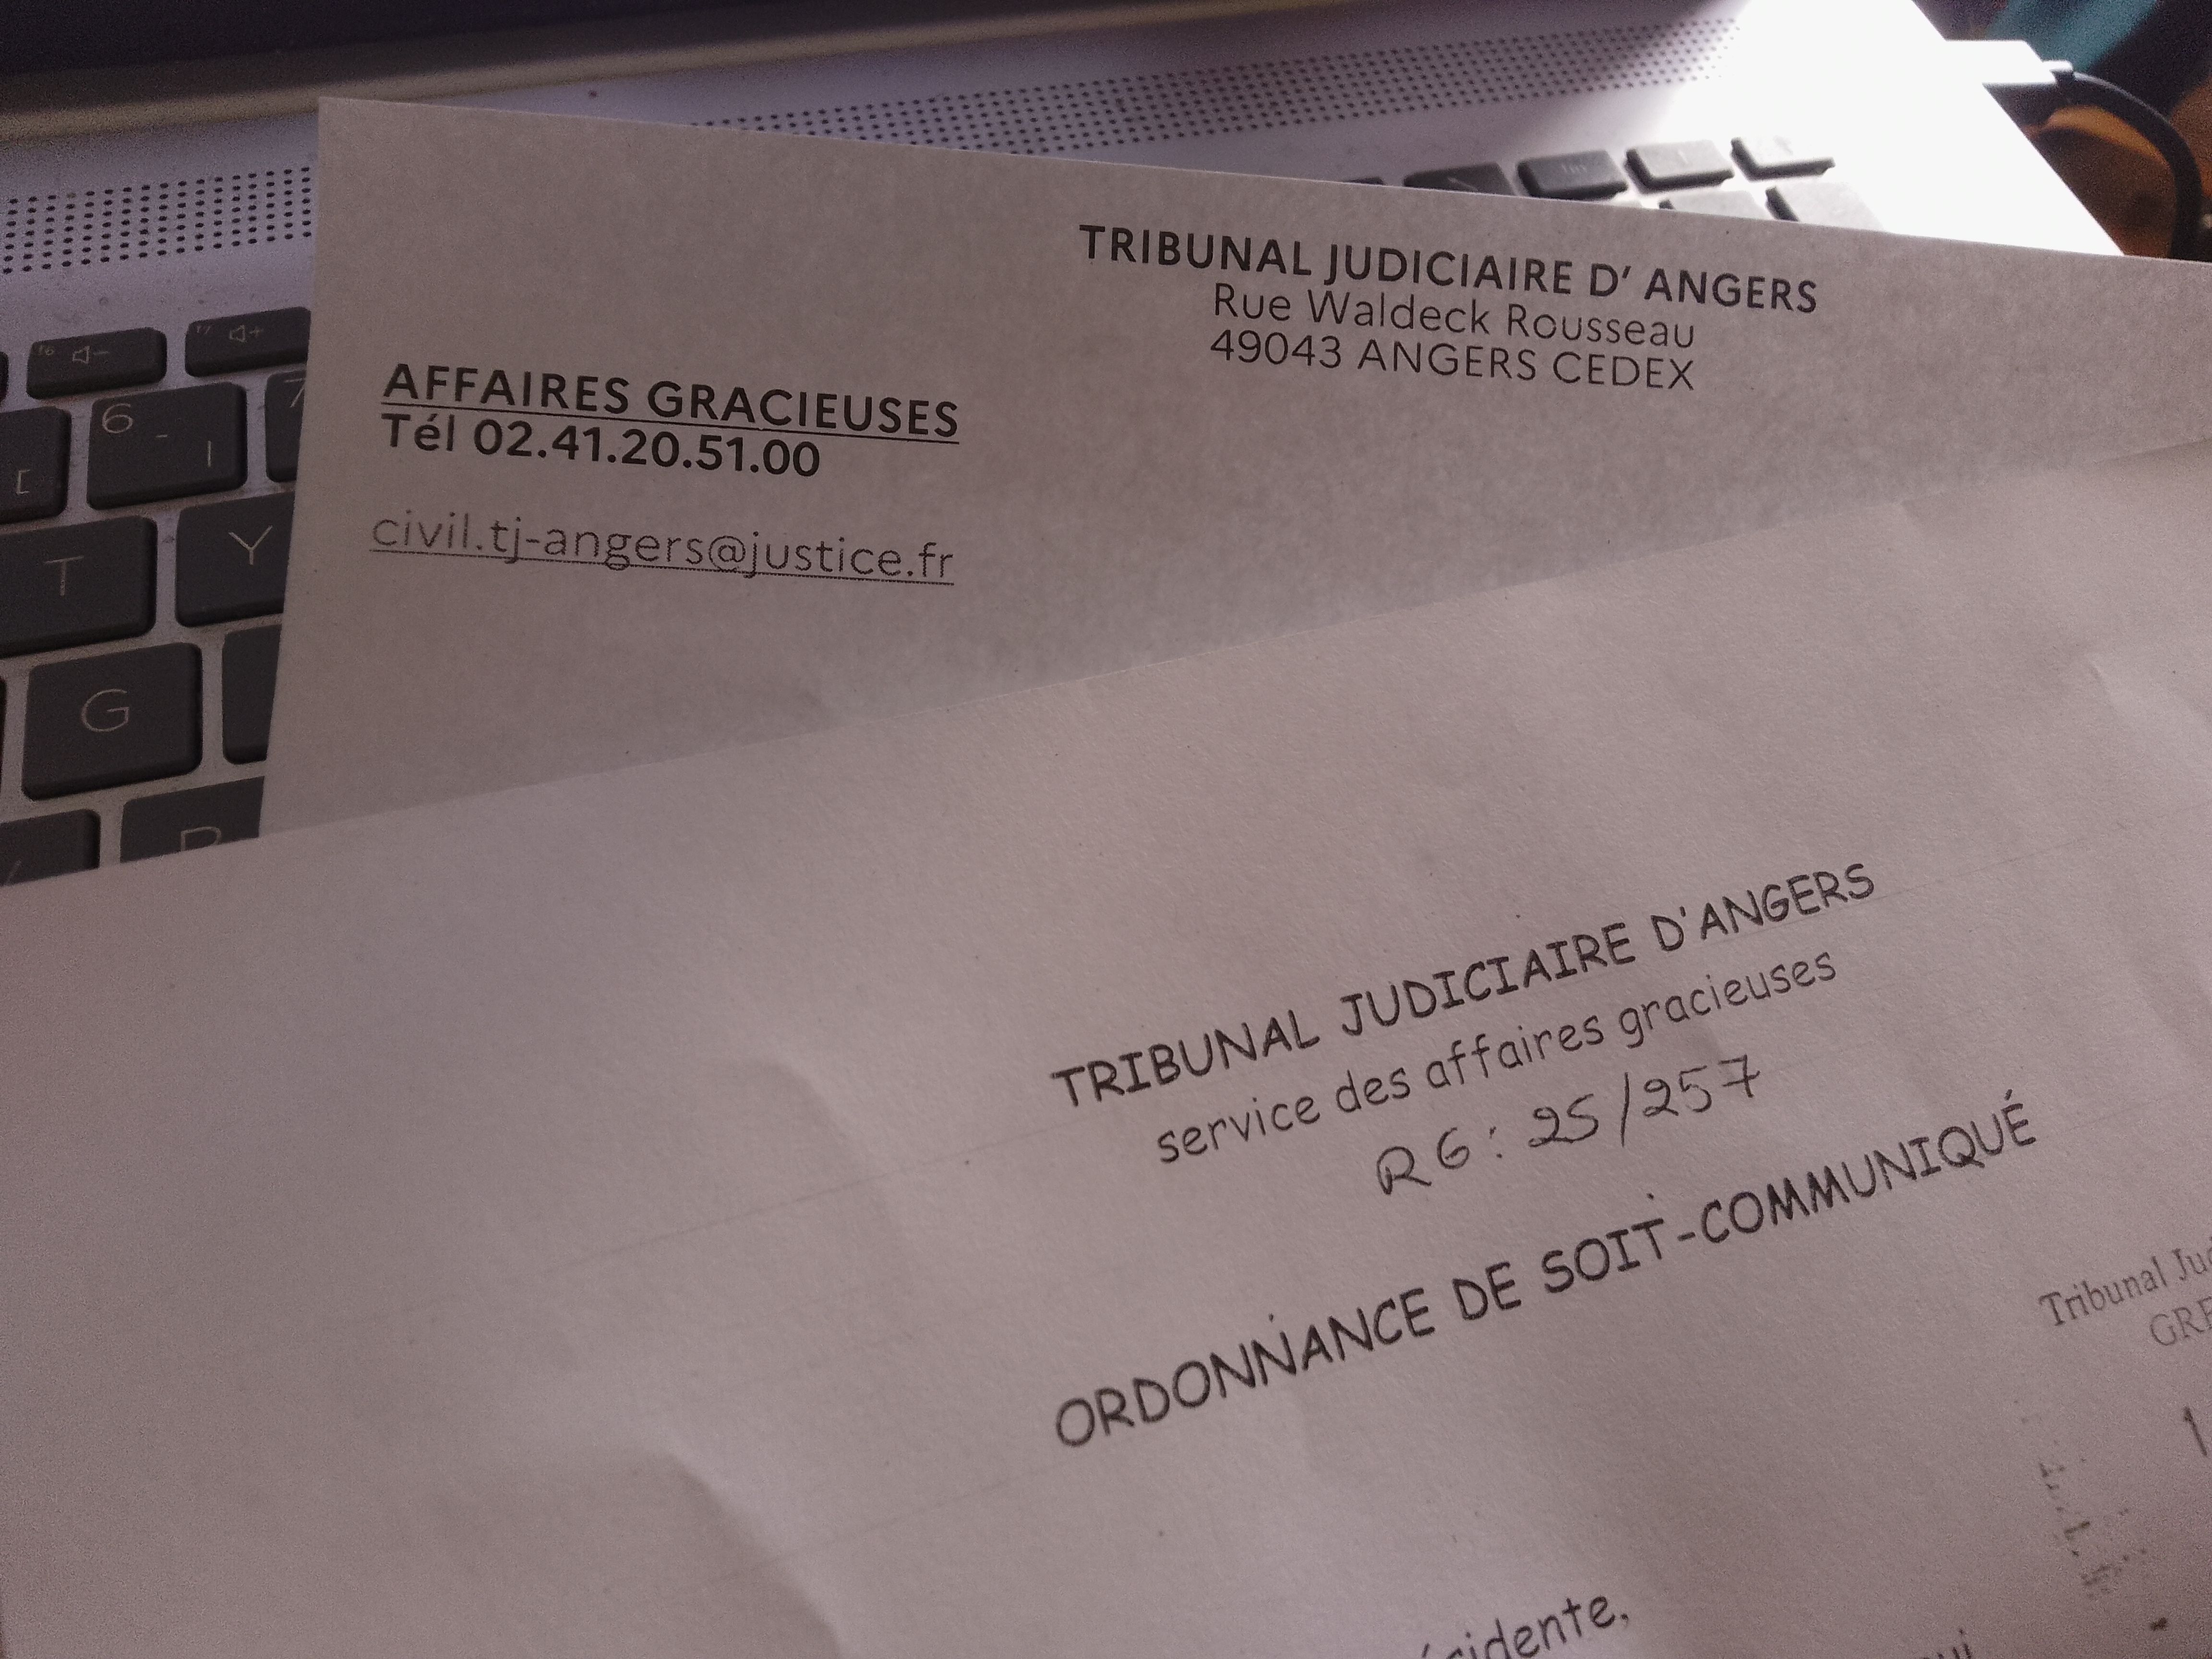 TRIBUNAL JUDICIAIRE D' ANGERS
Rue Waldeck Rousseau
49043 ANGERS CEDEX
AFFAIRES GRACIEUSES
Tél 02.41.20.51.00
civil.tj-angers@justice.fr
TRIBUNAL JUDICIAIRE D'ANGERS
service des affaires gracieuses
RG : 25/257
ORDONNANCE DE SOIT-COMMUNIQUÉ
Tribunal
6
T
Y
G